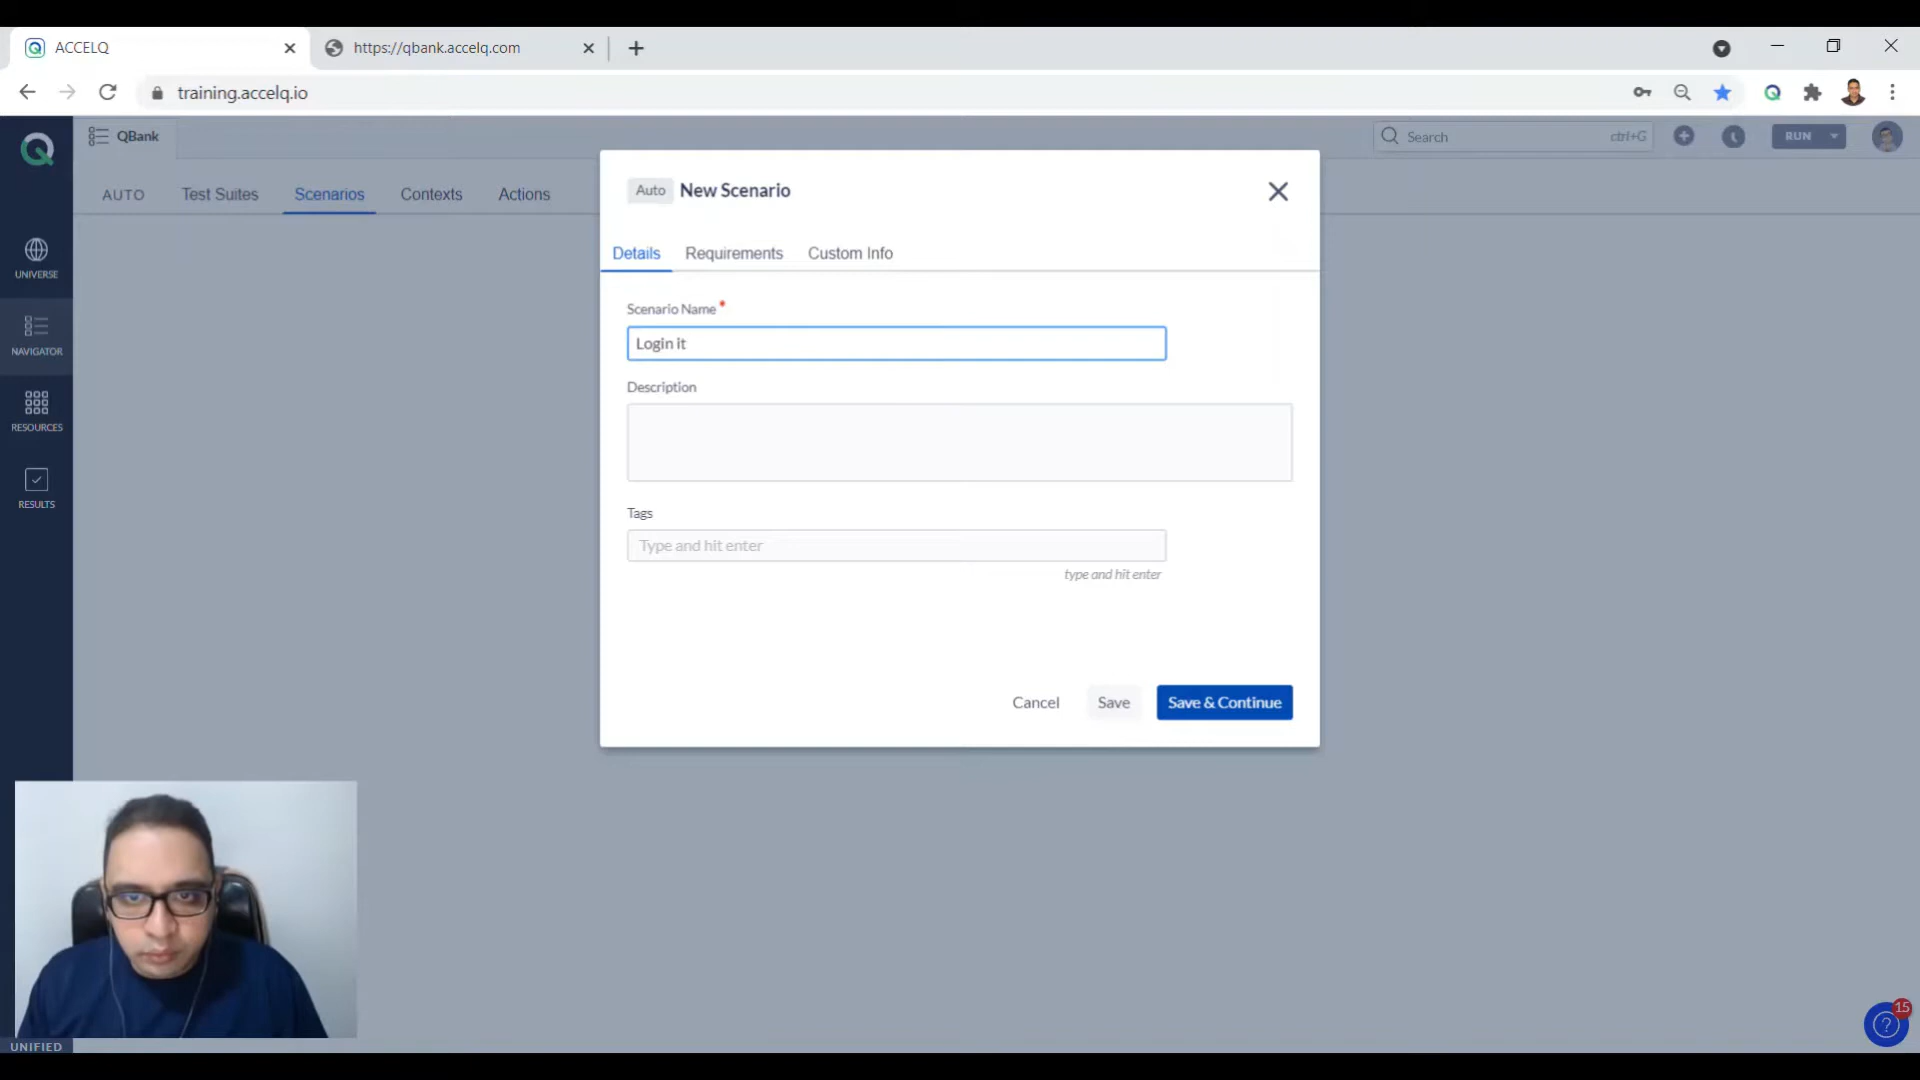 ACCELQ
https://qbank.accelq.com
training.accelq.io
QBank
Search
ctrl+G
RUN
AUTO
Test Suites
Scenarios
Contexts
Actions
UNIVERSE
NAVIGATOR
RESOURCES
RESULTS
UNIFIED
Auto New Scenario
Details
Requirements
Custom Info
Scenario Name *
Login it
Description
Tags
Type and hit enter
type and hit enter
Cancel
Save
Save & Continue
15
?